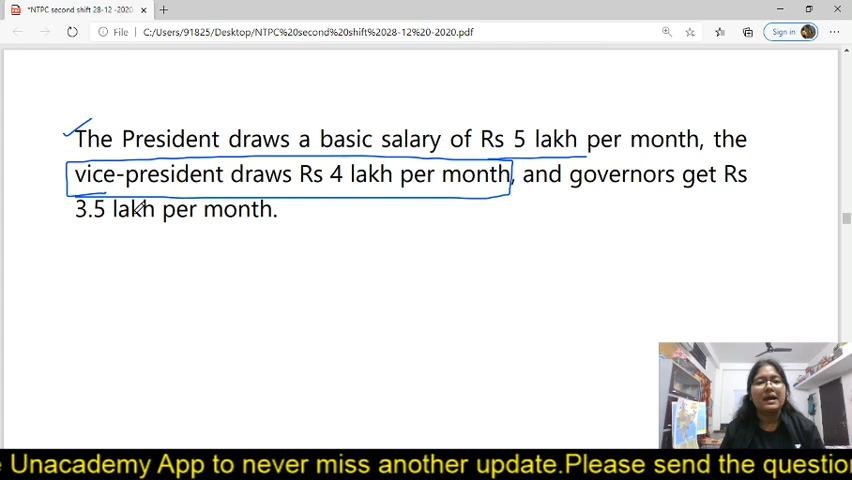 *NTPC second shift 28-12 -2020.
File
C:/Users/91825/Desktop/NTPC%20second%20shift%2028-12%20-2020.pdf
Sign in
The President draws a basic salary of Rs 5 lakh per month, the
vice-president draws Rs 4 lakh per month, and governors get Rs
3.5 lakh per month.
e Unacademy App to never miss another update.Please send the questio